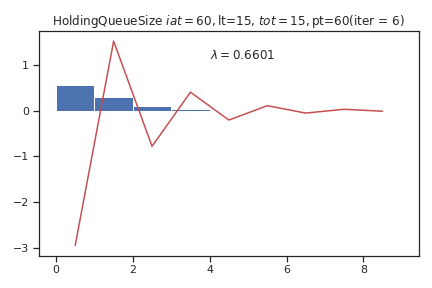 HoldingQueueSize iat = 60, lt=15, tot = 15, pt=60(iter = 6)
λ = 0.6601
1
0
−1
−2
−3
0 2 4 6 8